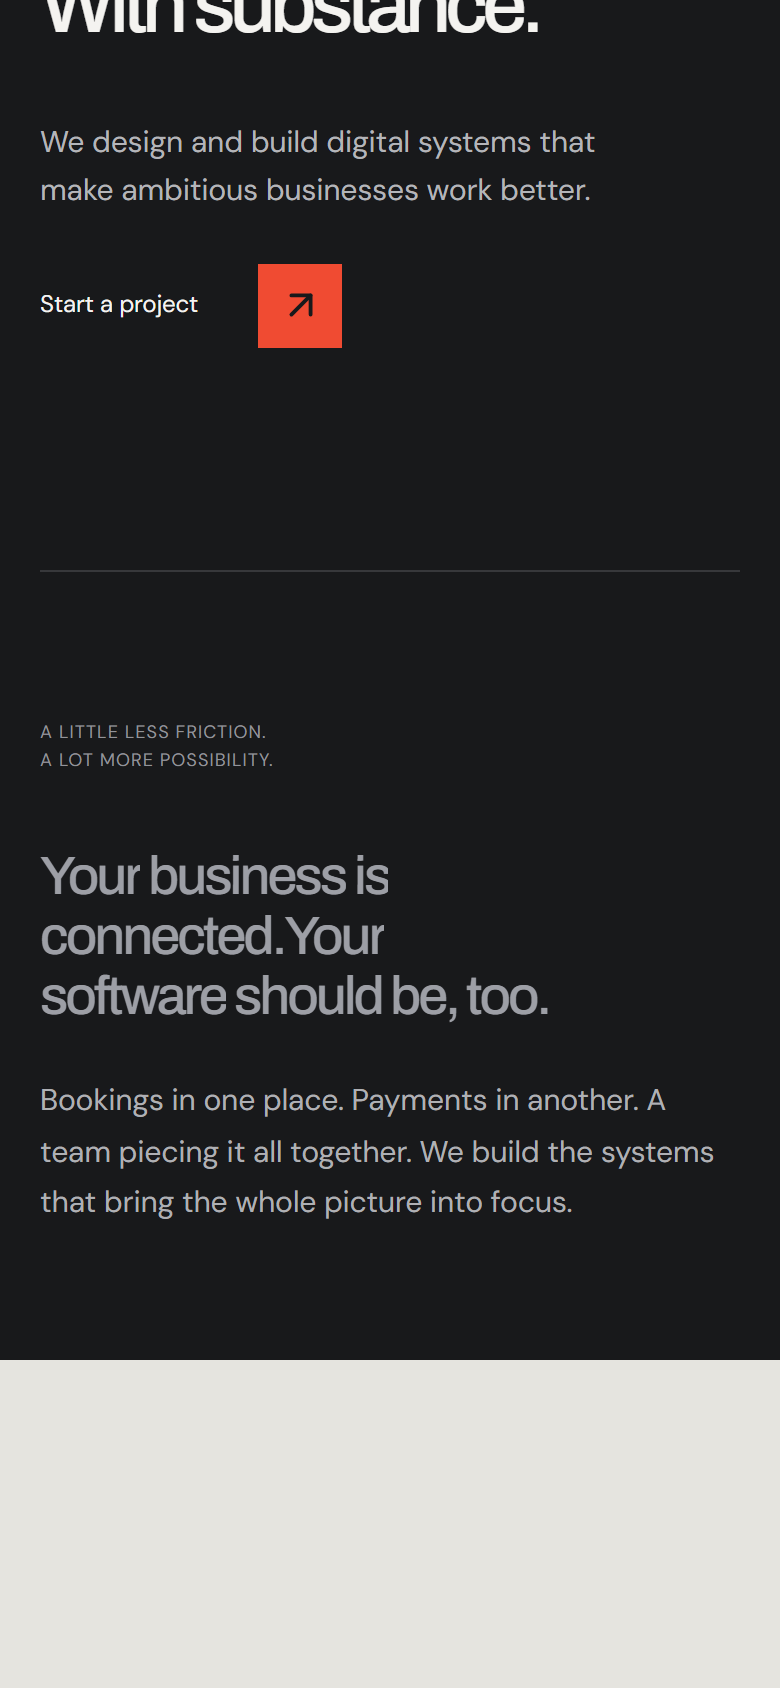 With substance.
We design and build digital systems that
make ambitious businesses work better.
Start a project
A LITTLE LESS FRICTION.
A LOT MORE POSSIBILITY.
Your business is
connected.Your
software should be, too.
Bookings in one place. Payments in another. A
team piecing it all together. We build the systems
that bring the whole picture into focus.